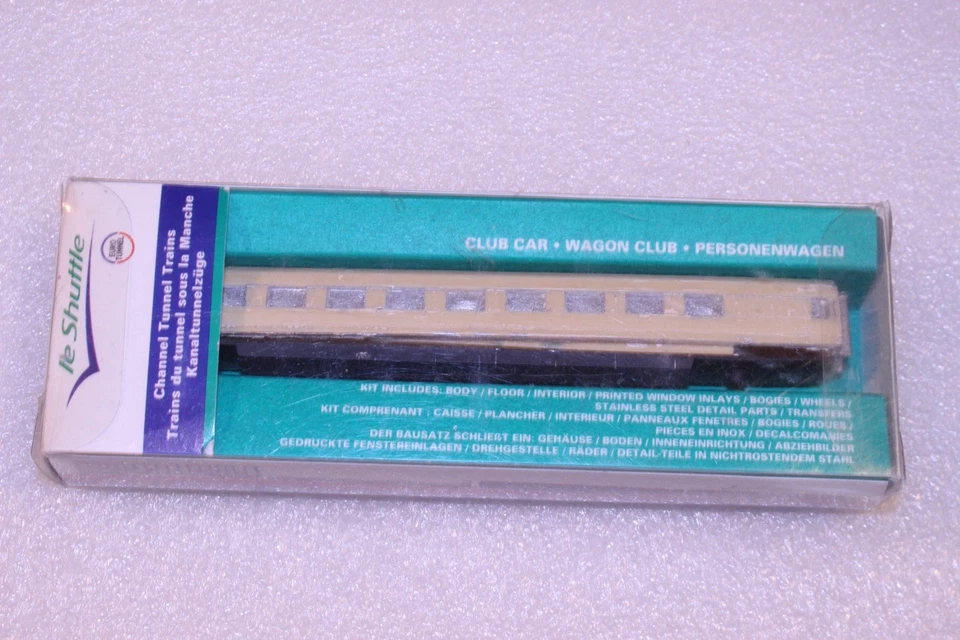 le Shuttle
EURO
TUNNEL
Channel Tunnel Trains
Trains du tunnel sous la Manche
Kanaltunnelzüge
CLUB CAR • WAGON CLUB • PERSONENWAGEN
KIT INCLUDES: BODY / FLOOR / INTERIOR / PRINTED WINDOW INLAYS / BOGIES / WHEELS /
STAINLESS STEEL DETAIL PARTS / TRANSFERS
KIT COMPRENANT : CAISSE / PLANCHER / INTERIEUR / PANNEAUX FENETRES / BOGIES / ROUES /
PIECES EN INOX / DECALCOMANIES
DER BAUSATZ SCHLIEßT EIN: GEHÄUSE / BODEN / INNENEINRICHTUNG / ABZIEHBILDER
GEDRUCKTE FENSTEREINLAGEN / DREHGESTELLE / RÄDER / DETAIL-TEILE IN NICHTROSTENDEM STAHL